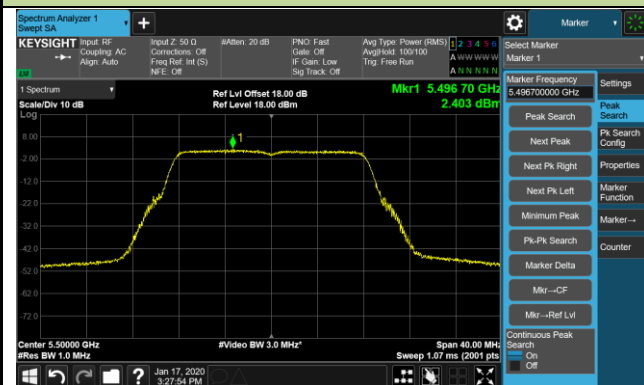 Spectrum Analyzer 1
Swept SA
Marker
KEYSIGHT
Input: RF
Coupling: AC
Align: Auto
Input Z: 50 Ω
Corrections: Off
Freq Ref: Int (S)
NFE: Off
#Atten: 20 dB
PNO: Fast
Gate: Off
IF Gain: Low
Sig Track: Off
Avg Type: Power (RMS)
Avg|Hold: 100/100
Trig: Free Run
1 2 3 4 5 6
A W W W W W
A N N N N N
Select Marker
Marker 1
1 Spectrum
Scale/Div 10 dB
Log
Ref Lvl Offset 18.00 dB
Ref Level 18.00 dBm
Mkr1 5.496 70 GHz
2.403 dBm
Marker Frequency
5.496700000 GHz
Settings
Peak Search
Peak
Search
Next Peak
Pk Search
Config
Next Pk Right
Properties
Next Pk Left
Marker
Function
Minimum Peak
Marker→
Pk-Pk Search
Counter
Marker Delta
Mkr→CF
Mkr→Ref Lvl
Continuous Peak
Search
On
Off
8.00
-2.00
-12.0
-22.0
-32.0
-42.0
-52.0
-62.0
-72.0
1
Center 5.50000 GHz
#Res BW 1.0 MHz
#Video BW 3.0 MHz*
Span 40.00 MHz
Sweep 1.07 ms (2001 pts)
Jan 17, 2020
3:27:54 PM